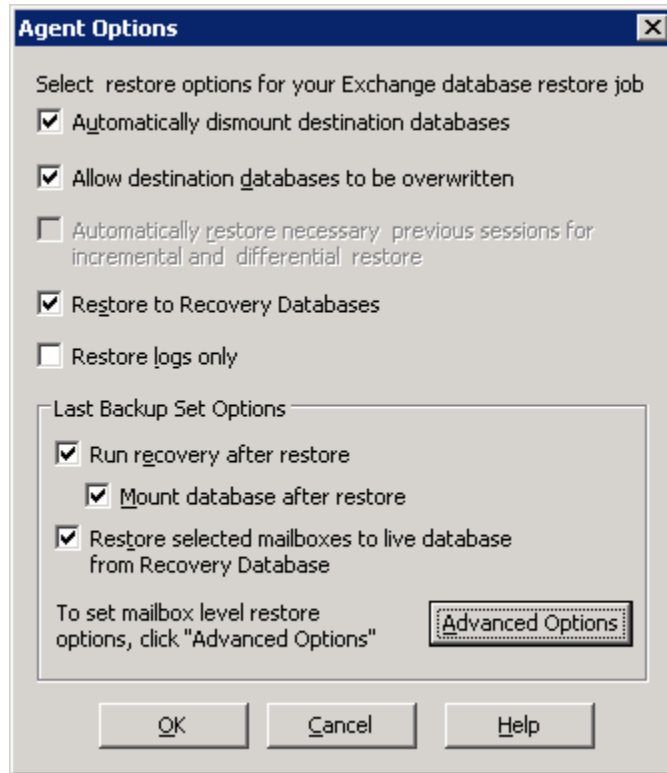 Agent Options
Select restore options for your Exchange database restore job
Automatically dismount destination databases
Allow destination databases to be overwritten
Automatically restore necessary previous sessions for
incremental and differential restore
Restore to Recovery Databases
Restore logs only
Last Backup Set Options
Run recovery after restore
Mount database after restore
Restore selected mailboxes to live database
from Recovery Database
To set mailbox level restore
options, click "Advanced Options"
Advanced Options
OK
Cancel
Help